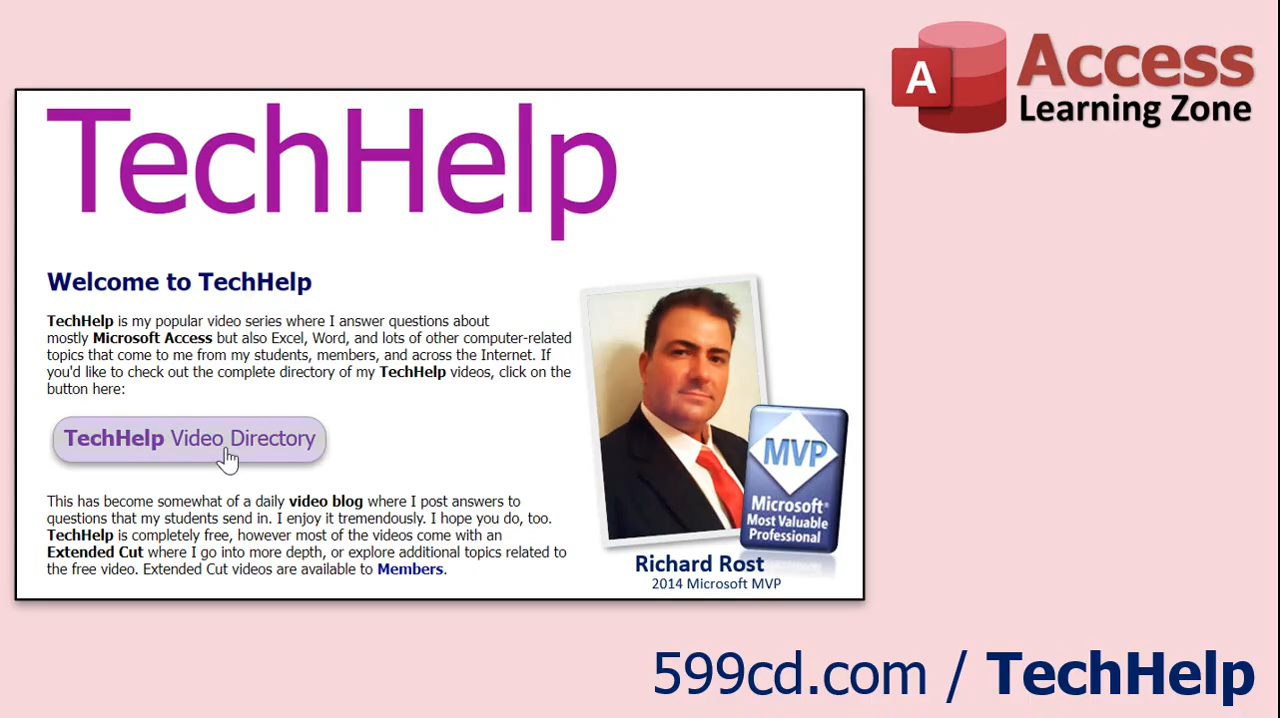 A
Access
Learning Zone
TechHelp
Welcome to TechHelp
TechHelp is my popular video series where I answer questions about
mostly Microsoft Access but also Excel, Word, and lots of other computer-related
topics that come to me from my students, members, and across the Internet. If
you'd like to check out the complete directory of my TechHelp videos, click on the
button here:
TechHelp Video Directory
This has become somewhat of a daily video blog where I post answers to
questions that my students send in. I enjoy it tremendously. I hope you do, too.
TechHelp is completely free, however most of the videos come with an
Extended Cut where I go into more depth, or explore additional topics related to
the free video. Extended Cut videos are available to Members.
MVP
Microsoft®
Most Valuable
Professional
Richard Rost
2014 Microsoft MVP
599cd.com / TechHelp